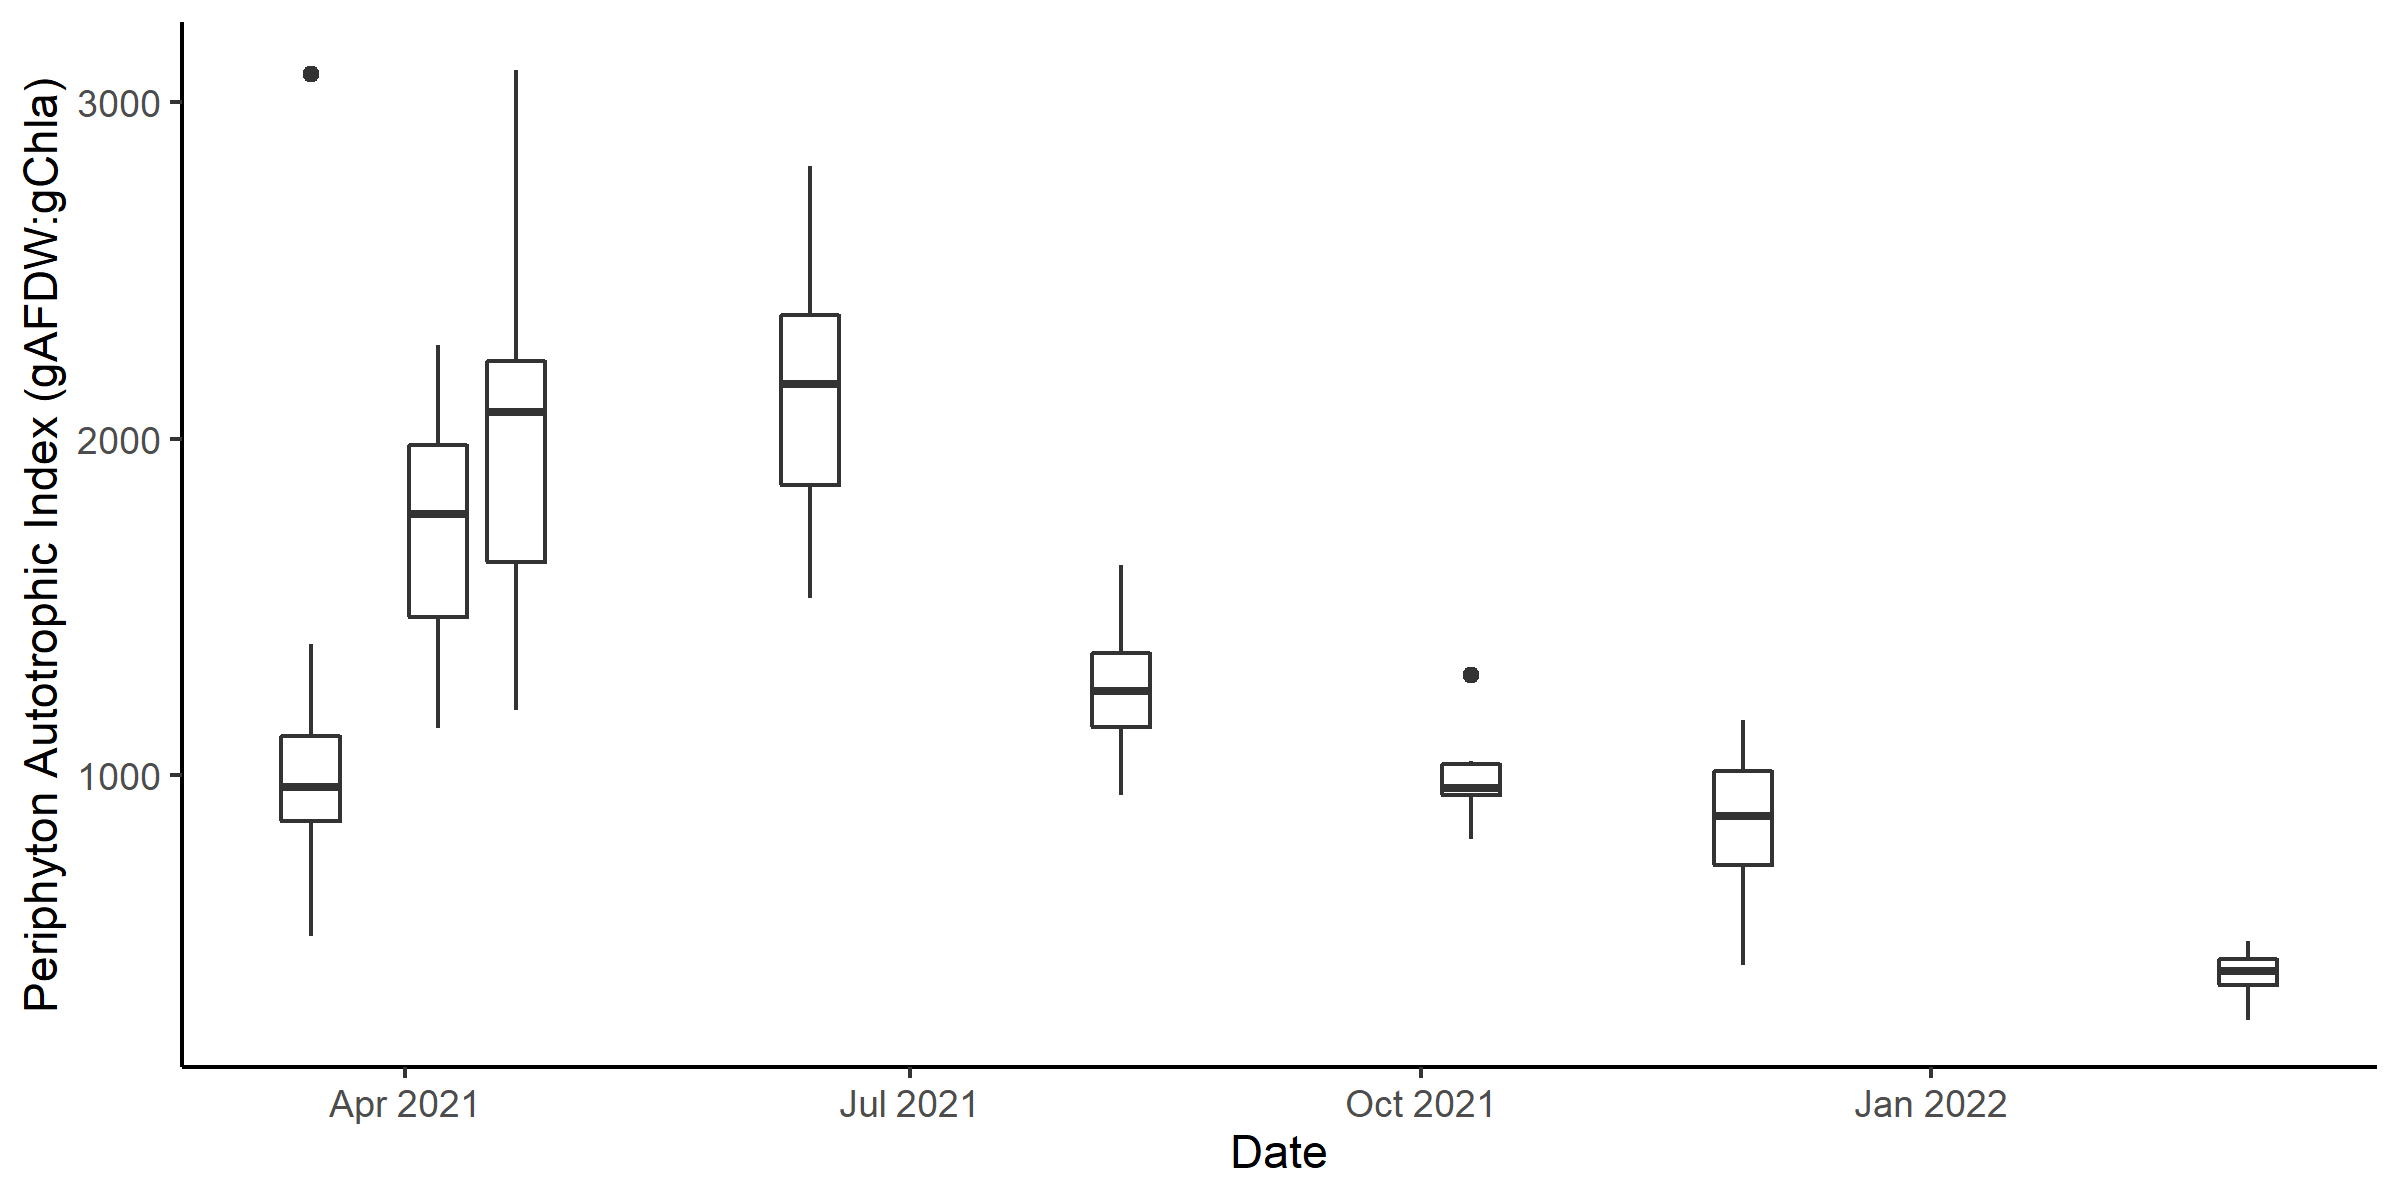 Periphyton Autotrophic Index (gAFDW:gChla)
3000
2000
1000
Apr 2021
Jul 2021
Oct 2021
Jan 2022
Date